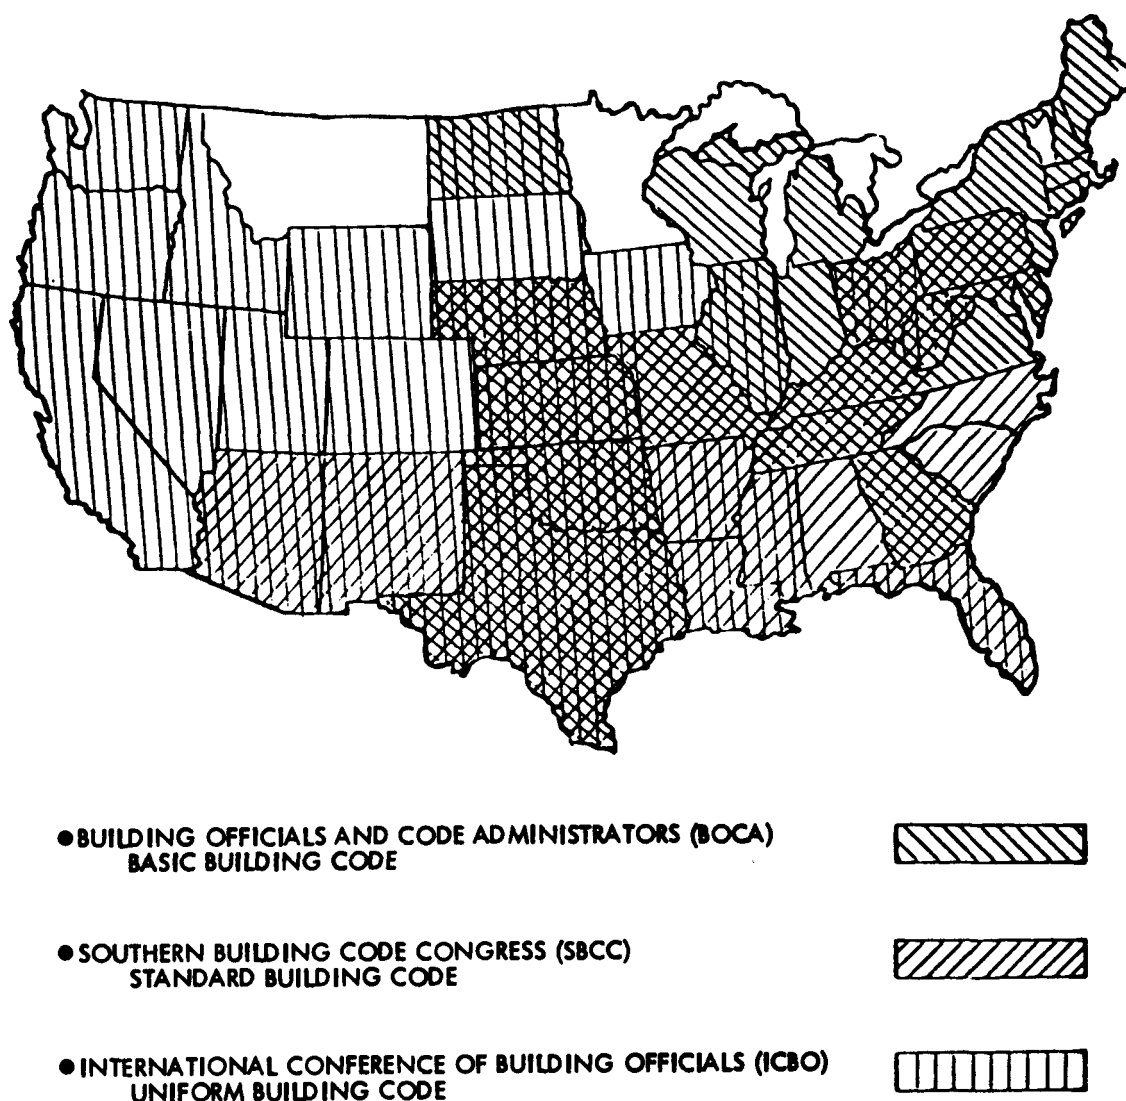 ●BUILDING OFFICIALS AND CODE ADMINISTRATORS (BOCA)
BASIC BUILDING CODE
●SOUTHERN BUILDING CODE CONGRESS (SBCC)
STANDARD BUILDING CODE
●INTERNATIONAL CONFERENCE OF BUILDING OFFICIALS (ICBO)
UNIFORM BUILDING CODE